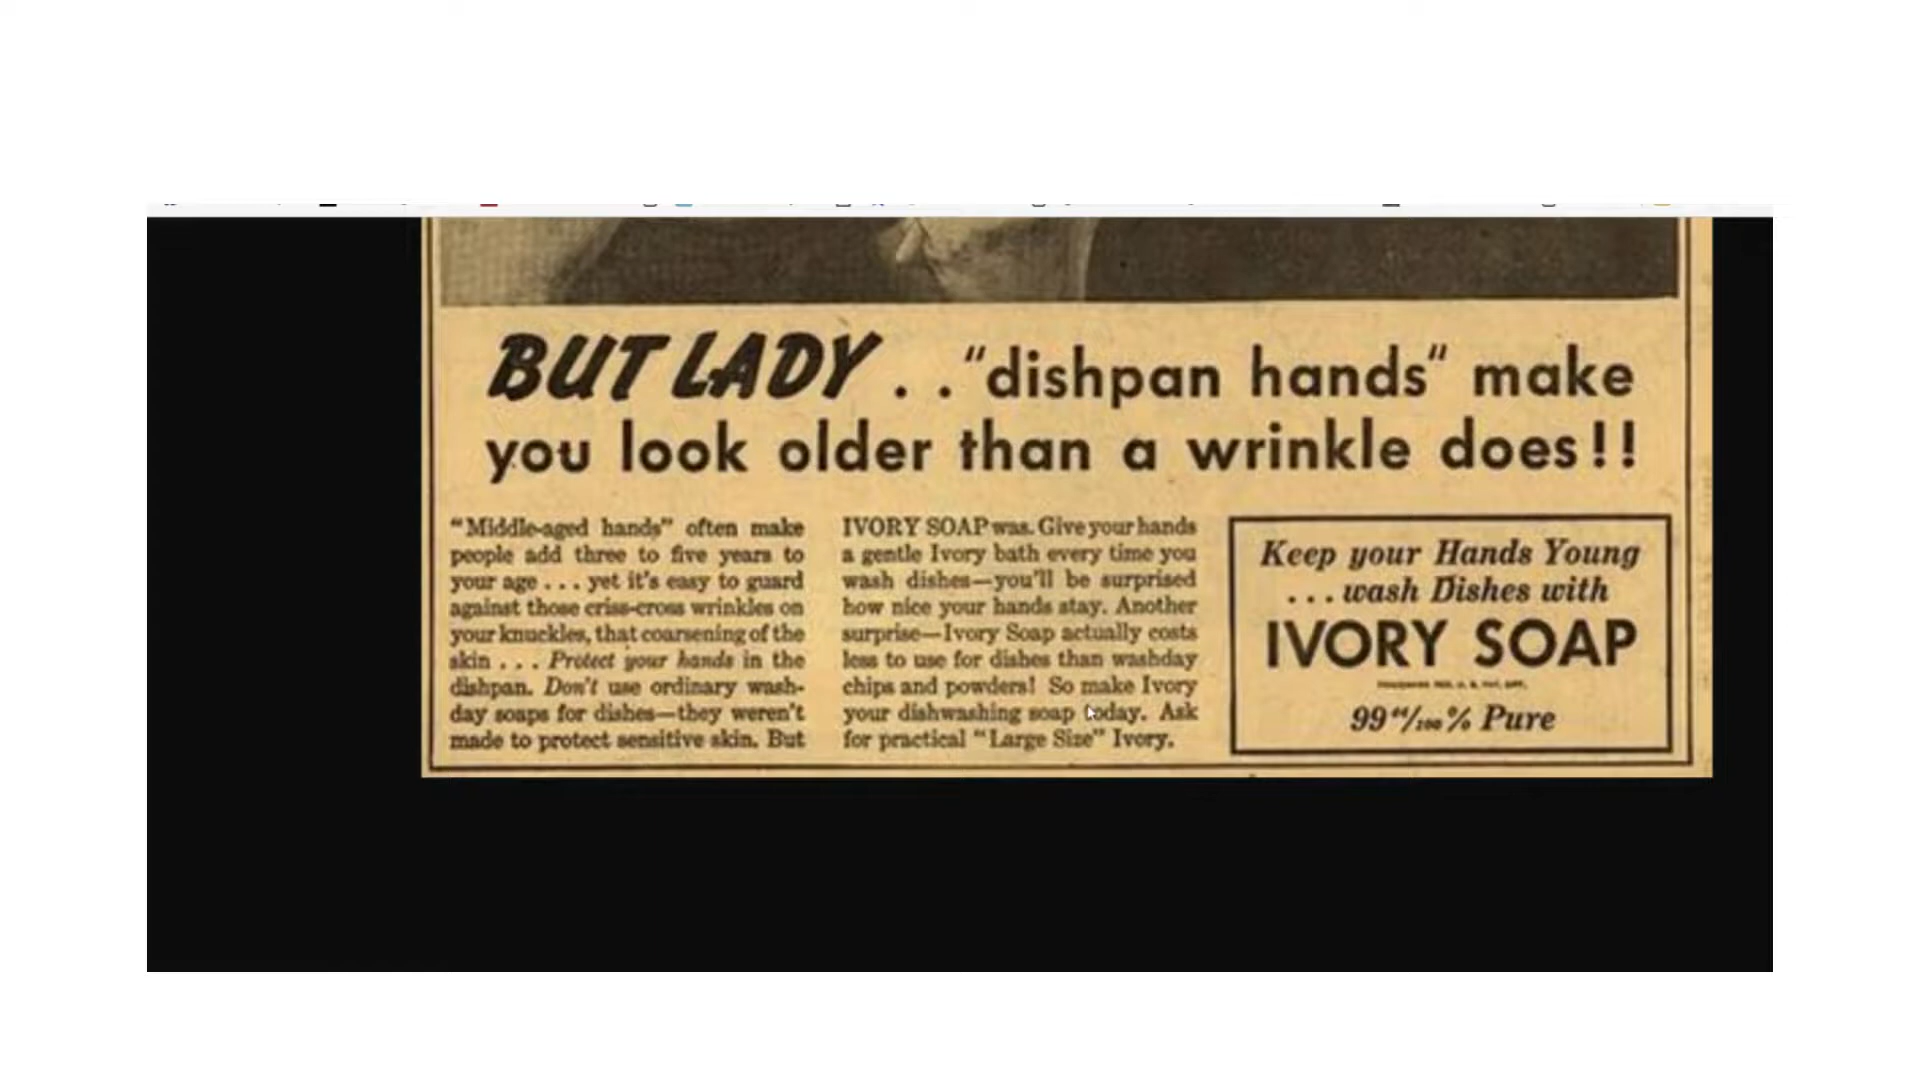 BUT LADY . . "dishpan hands" make
you look older than a wrinkle does!!
"Middle-aged hands" often make
people add three to five years to
your age . . . yet it's easy to guard
against those criss-cross wrinkles on
your knuckles, that coarsening of the
skin . . . Protect your hands in the
dishpan. Don't use ordinary wash-
day soaps for dishes—they weren't
made to protect sensitive skin. But
IVORY SOAP was. Give your hands
a gentle Ivory bath every time you
wash dishes—you'll be surprised
how nice your hands stay. Another
surprise—Ivory Soap actually costs
less to use for dishes than washday
chips and powders! So make Ivory
your dishwashing soap today. Ask
for practical "Large Size" Ivory.
Keep your Hands Young
. . . wash Dishes with
IVORY SOAP
99 44/100 % Pure